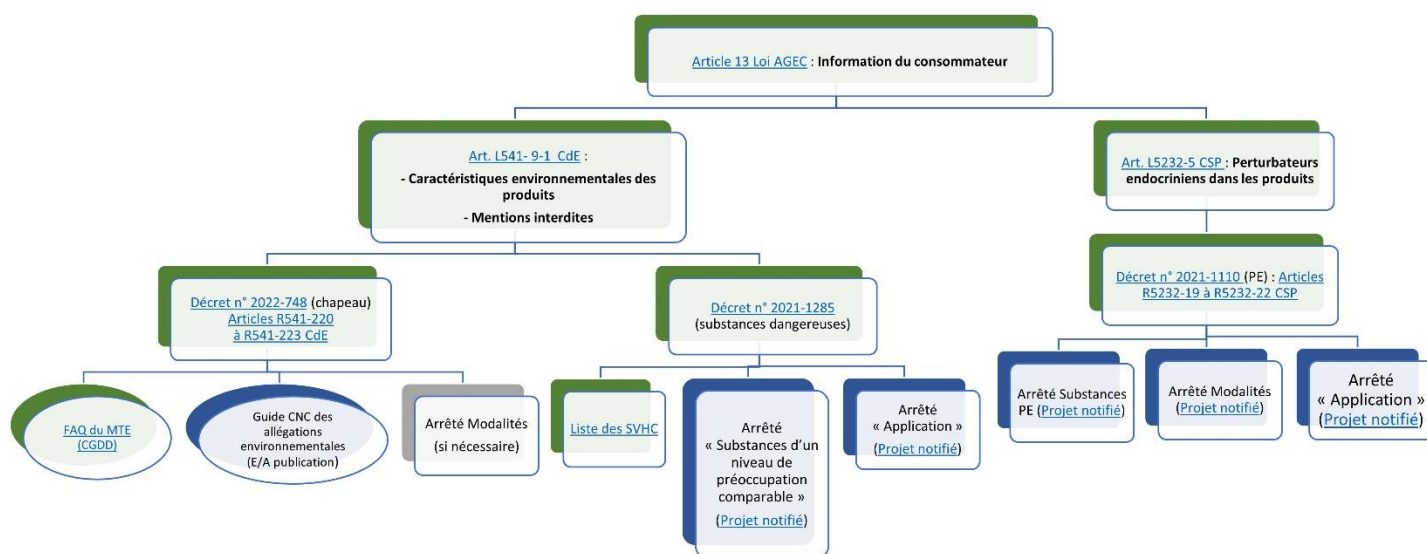 Article 13 Loi AGEC : Information du consommateur
Art. L541- 9-1 CdE :
- Caractéristiques environnementales des
produits
- Mentions interdites
Art. L5232-5 CSP : Perturbateurs
endocriniens dans les produits
Décret n° 2022-748 (chapeau)
Articles R541-220
à R541-223 CdE
Décret n° 2021-1285
(substances dangereuses)
Décret n° 2021-1110 (PE) : Articles
R5232-19 à R5232-22 CSP
FAQ du MTE
(CGDD)
Guide CNC des
allégations
environnementales
(E/A publication)
Arrêté Modalités
(si nécessaire)
Liste des SVHC
Arrêté
« Substances d'un
niveau de
préoccupation
comparable »
(Projet notifié)
Arrêté
« Application »
(Projet notifié)
Arrêté Substances
PE (Projet notifié)
Arrêté Modalités
(Projet notifié)
Arrêté
« Application »
(Projet notifié)